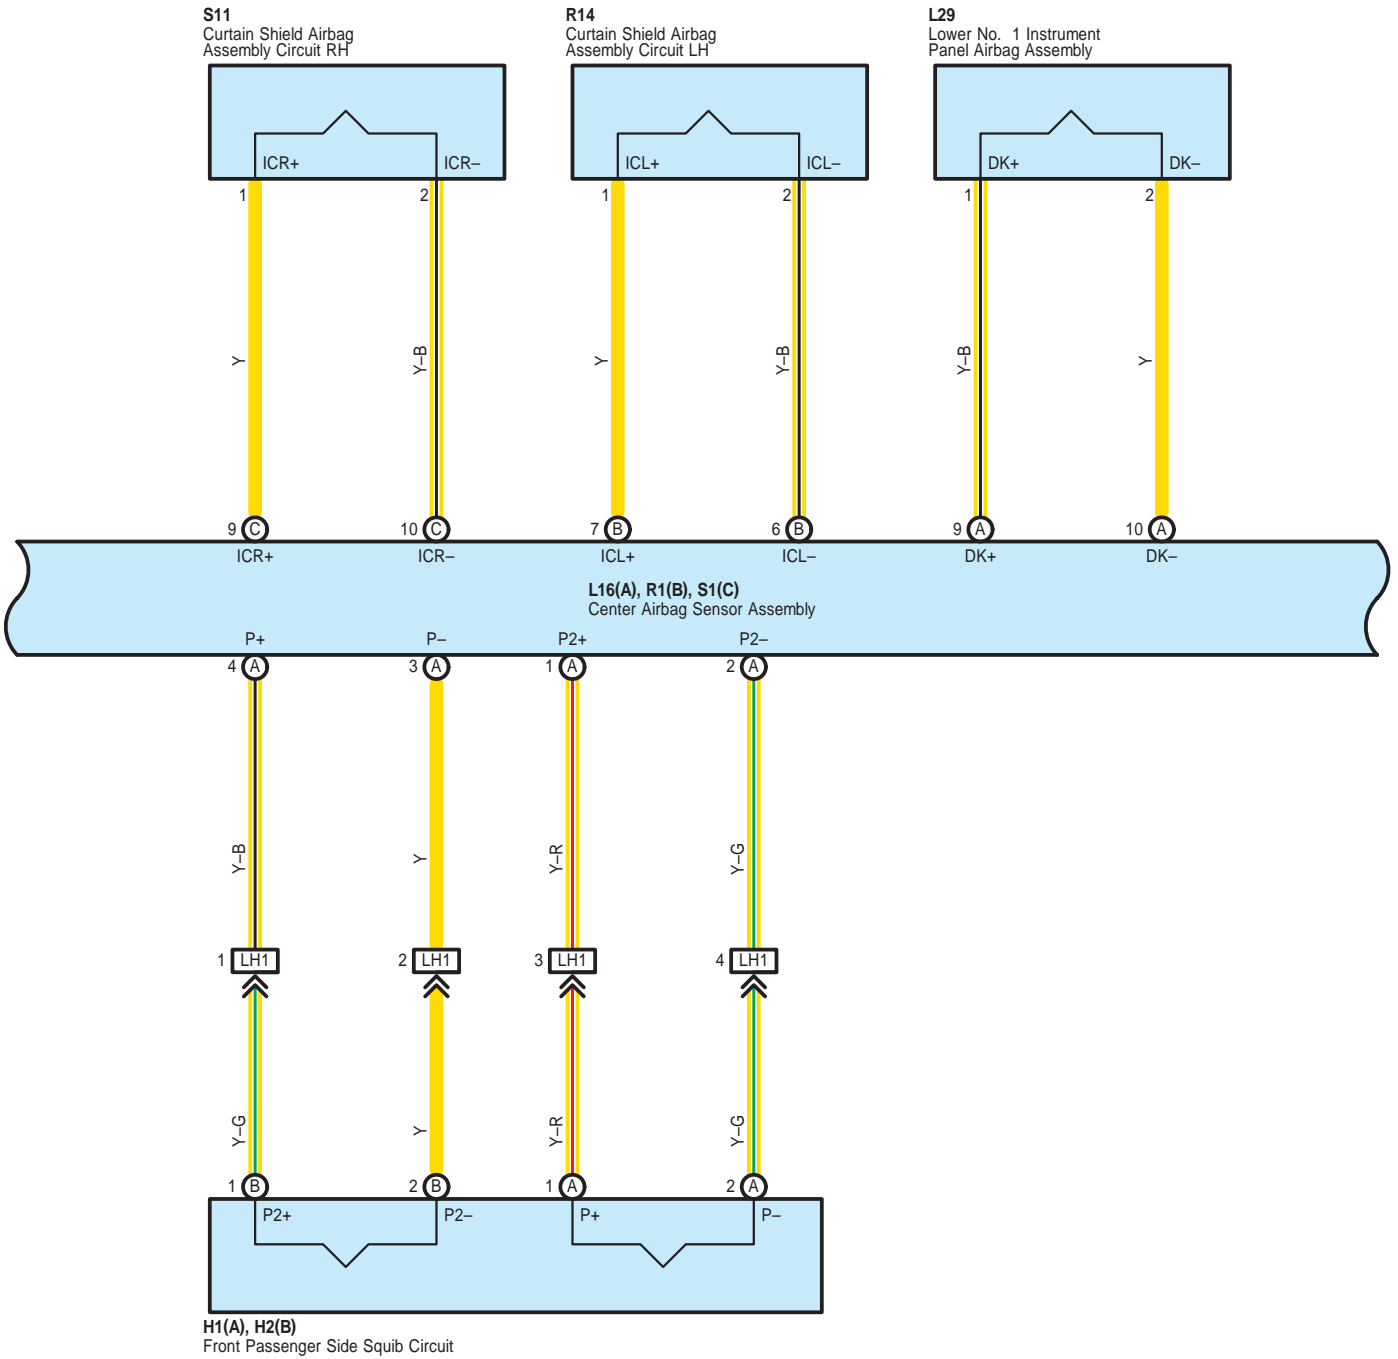 S11
Curtain Shield Airbag
Assembly Circuit RH
R14
Curtain Shield Airbag
Assembly Circuit LH
L29
Lower No. 1 Instrument
Panel Airbag Assembly
ICR+ ICR– ICL+ ICL– DK+ DK–
1 2 1 2 1 2
Y Y–B Y Y–B Y–B Y
9 C 10 C 7 B 6 B 9 A 10 A
ICR+ ICR– ICL+ ICL– DK+ DK–
L16(A), R1(B), S1(C)
Center Airbag Sensor Assembly
P+ P– P2+ P2–
4 A 3 A 1 A 2 A
Y–B Y Y–R Y–G
1 LH1 2 LH1 3 LH1 4 LH1
Y–G Y Y–R Y–G
1 B 2 B 1 A 2 A
P2+ P2– P+ P–
H1(A), H2(B)
Front Passenger Side Squib Circuit